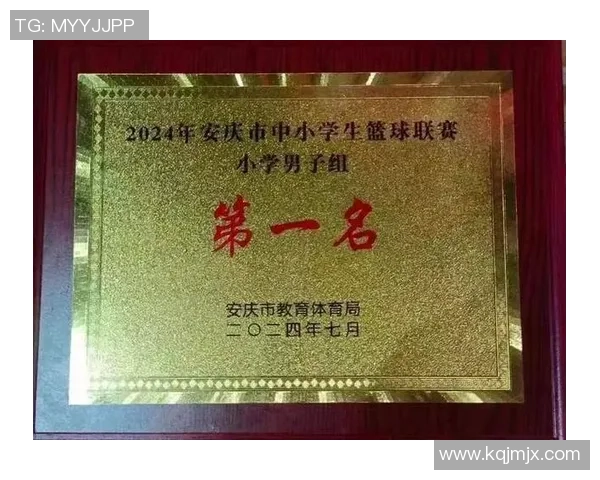 TG: MYYJJPP
2024年安庆市中小学生篮球联赛
小学男子组
第一名
安庆市教育体育局
二〇二四年七月
www.kqjmjx.com